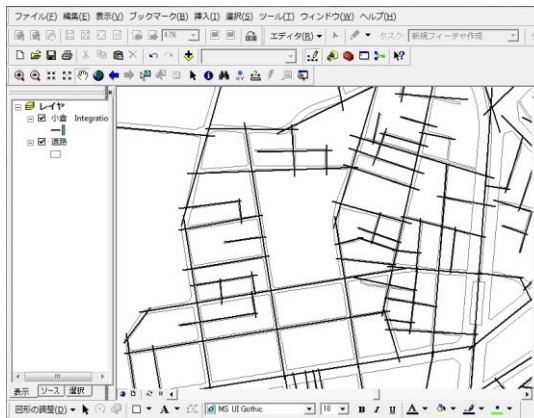 ファイル(F) 編集(E) 表示(V) ブックマーク(B) 挿入(I) 選択(S) ツール(T) ウィンドウ(W) ヘルプ(H)
47% エディタ(R) タスク: 新規フィーチャ作成
レイヤ
小倉 Integratio
道路
表示 ソース 選択
図形の調整(D) A MS UI Gothic 10 B I U A